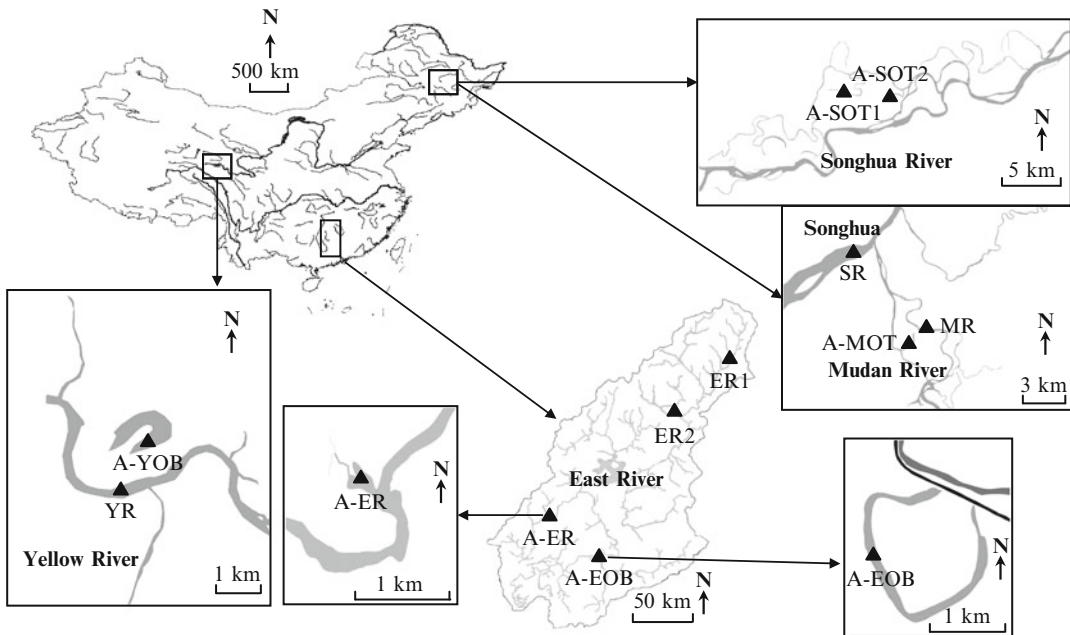 N
500 km
A-SOT2
A-SOT1
N
Songhua River
5 km
Songhua
SR
MR
A-MOT
N
Mudan River
3 km
N
A-YOB
YR
Yellow River
1 km
A-ER
N
1 km
ER1
ER2
East River
A-ER
A-EOB
N
50 km
A-EOB
N
1 km